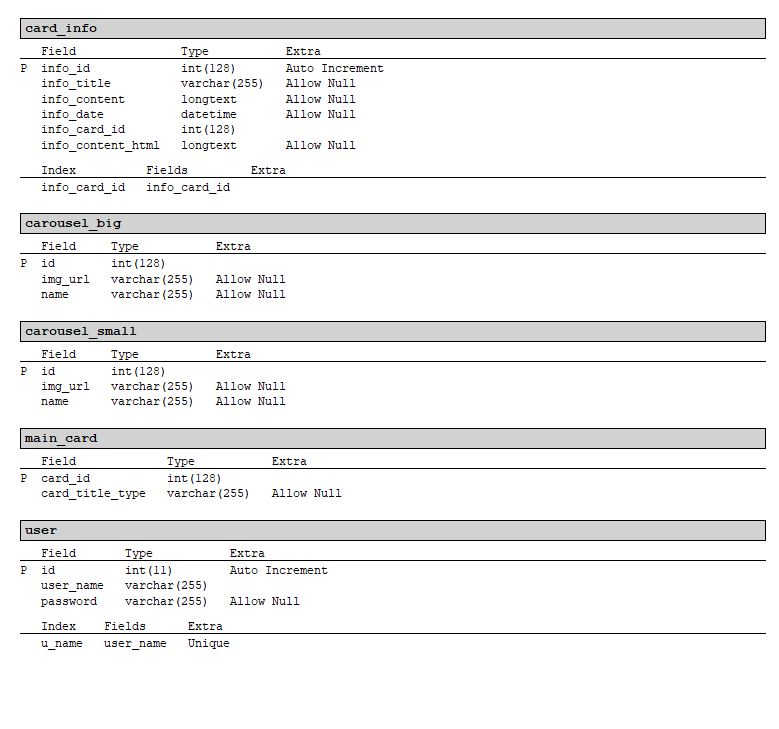 card_info
Field Type Extra
P info_id int(128) Auto Increment
info_title varchar(255) Allow Null
info_content longtext Allow Null
info_date datetime Allow Null
info_card_id int(128)
info_content_html longtext Allow Null
Index Fields Extra
info_card_id info_card_id
carousel_big
Field Type Extra
P id int(128)
img_url varchar(255) Allow Null
name varchar(255) Allow Null
carousel_small
Field Type Extra
P id int(128)
img_url varchar(255) Allow Null
name varchar(255) Allow Null
main_card
Field Type Extra
P card_id int(128)
card_title_type varchar(255) Allow Null
user
Field Type Extra
P id int(11) Auto Increment
user_name varchar(255)
password varchar(255) Allow Null
Index Fields Extra
u_name user_name Unique